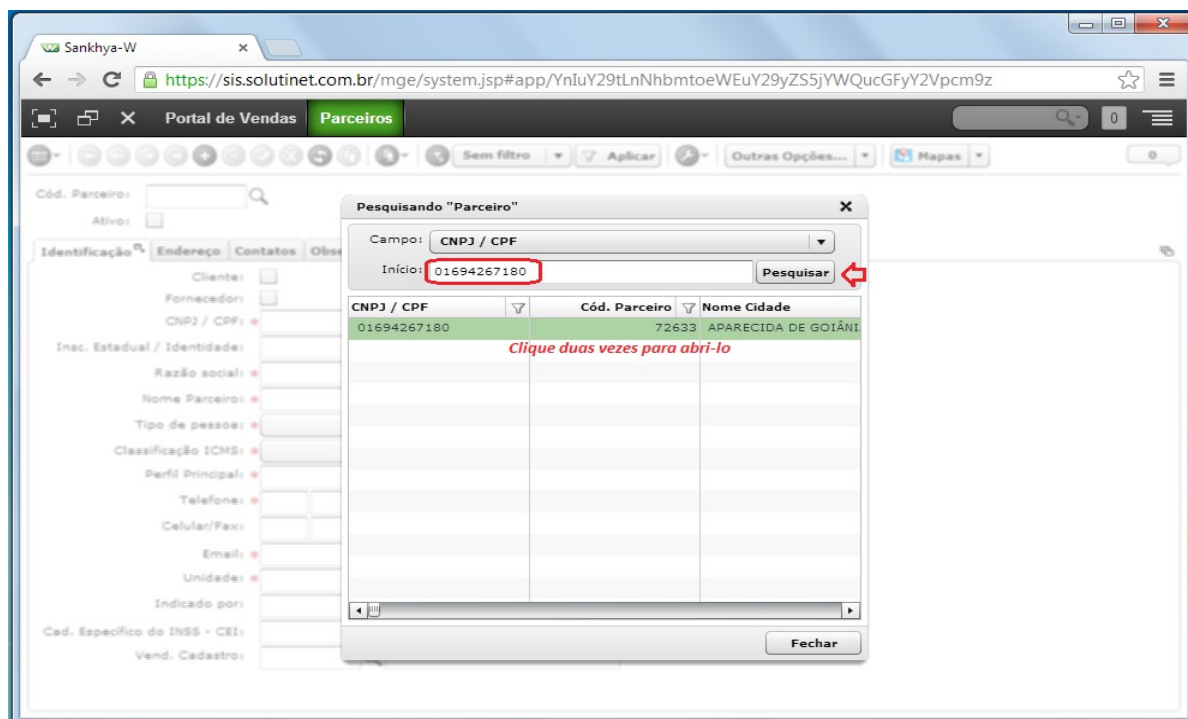 Sankhya-W
https://sis.solutinet.com.br/mge/system.jsp#app/YnIuY29tLnNhbmtoeWEuY29yZS5jYWQucGFyY2Vpcm9z
Portal de Vendas Parceiros 0
Sem filtro Aplicar Outras Opções... Mapas 0
Cód. Parceiro:
Ativo:
Identificação Endereço Contatos Obse
Cliente:
Fornecedor:
CNPJ / CPF:
Insc. Estadual / Identidade:
Razão social:
Nome Parceiro:
Tipo de pessoa:
Classificação ICMS:
Perfil Principal:
Telefone:
Celular/Fax:
Email:
Unidade:
Indicado por:
Cad. Específico do INSS - CEI:
Vend. Cadastro:
Pesquisando "Parceiro"
Campo: CNPJ / CPF
Início: 01694267180 Pesquisar
CNPJ / CPF Cód. Parceiro Nome Cidade
01694267180 72633 APARECIDA DE GOIÂNI
Clique duas vezes para abri-lo
Fechar